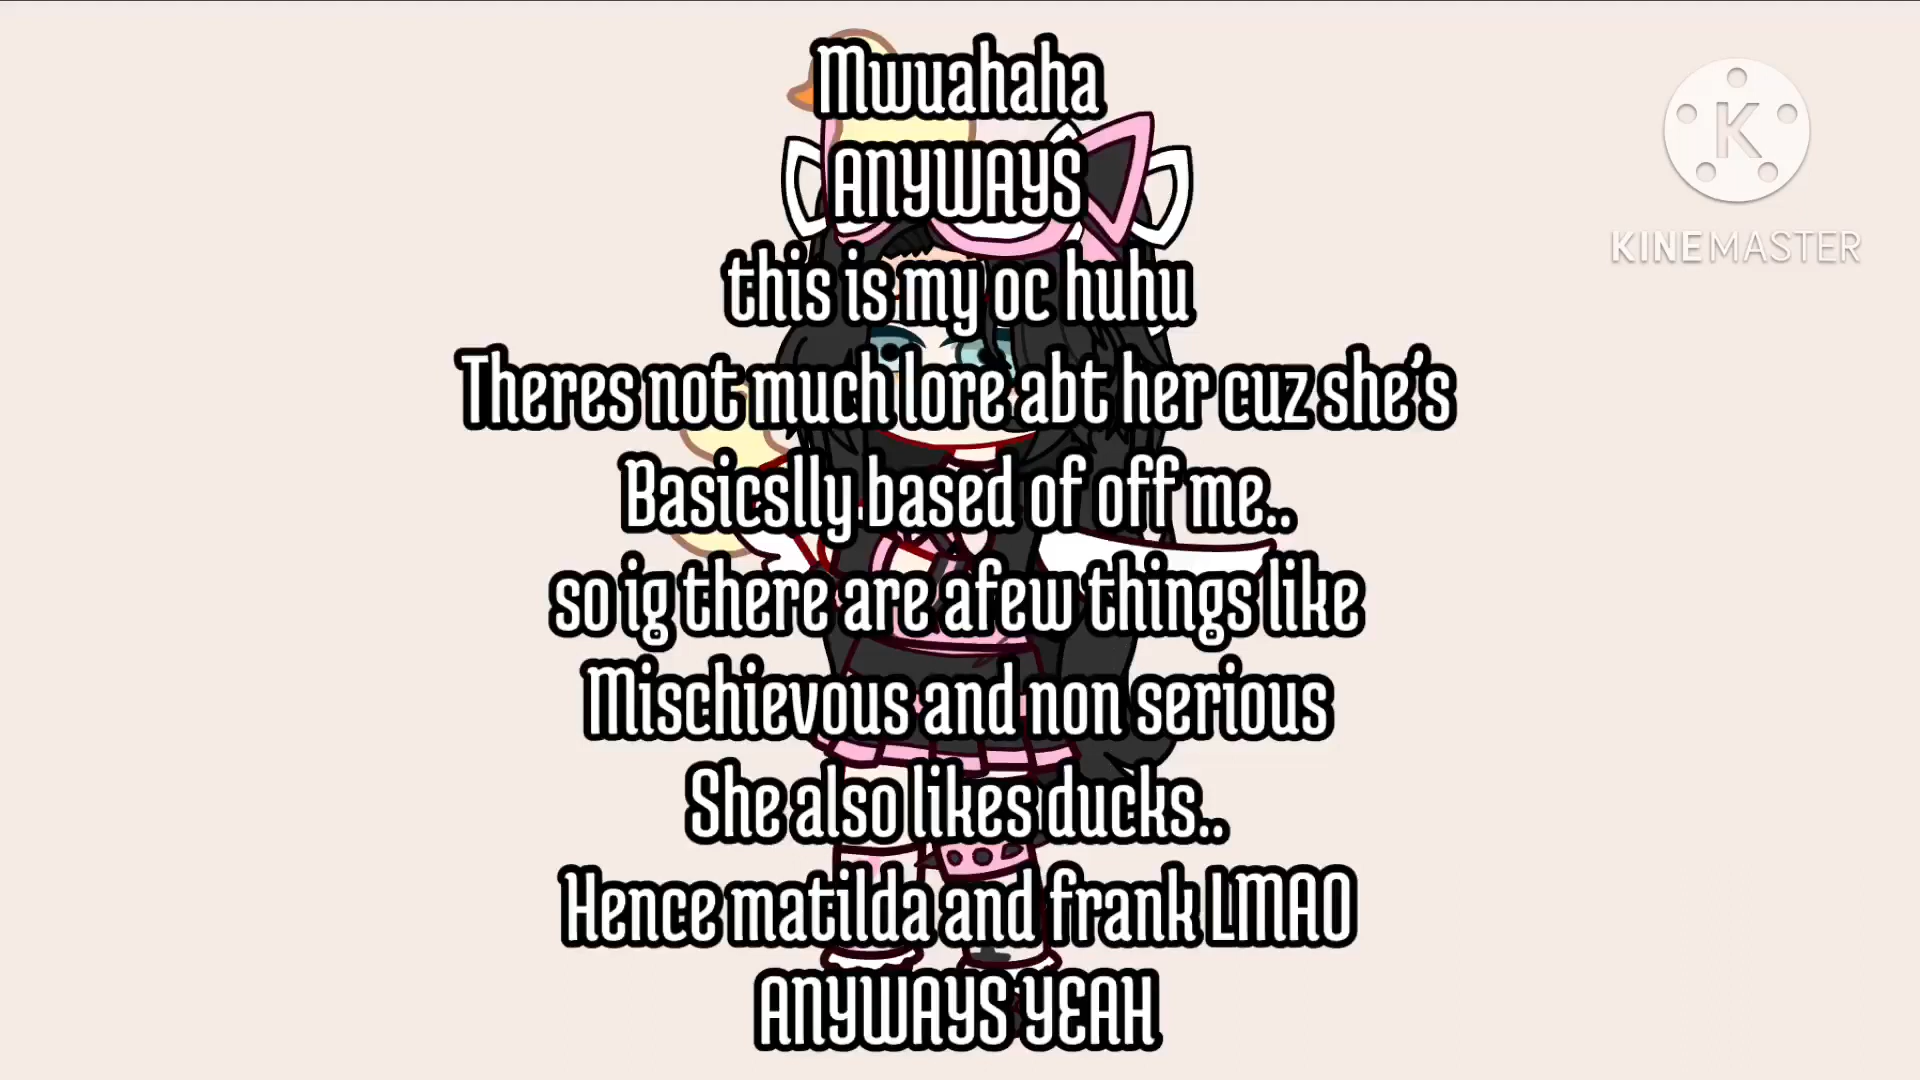 Mwuahaha
ANYWAYS
this is my oc huhu
Theres not much lore abt her cuz she's
Basicslly based of off me..
so ig there are afew things like
Mischievous and non serious
She also likes ducks..
Hence matilda and frank LMAO
ANYWAYS YEAH
K
KINEMASTER